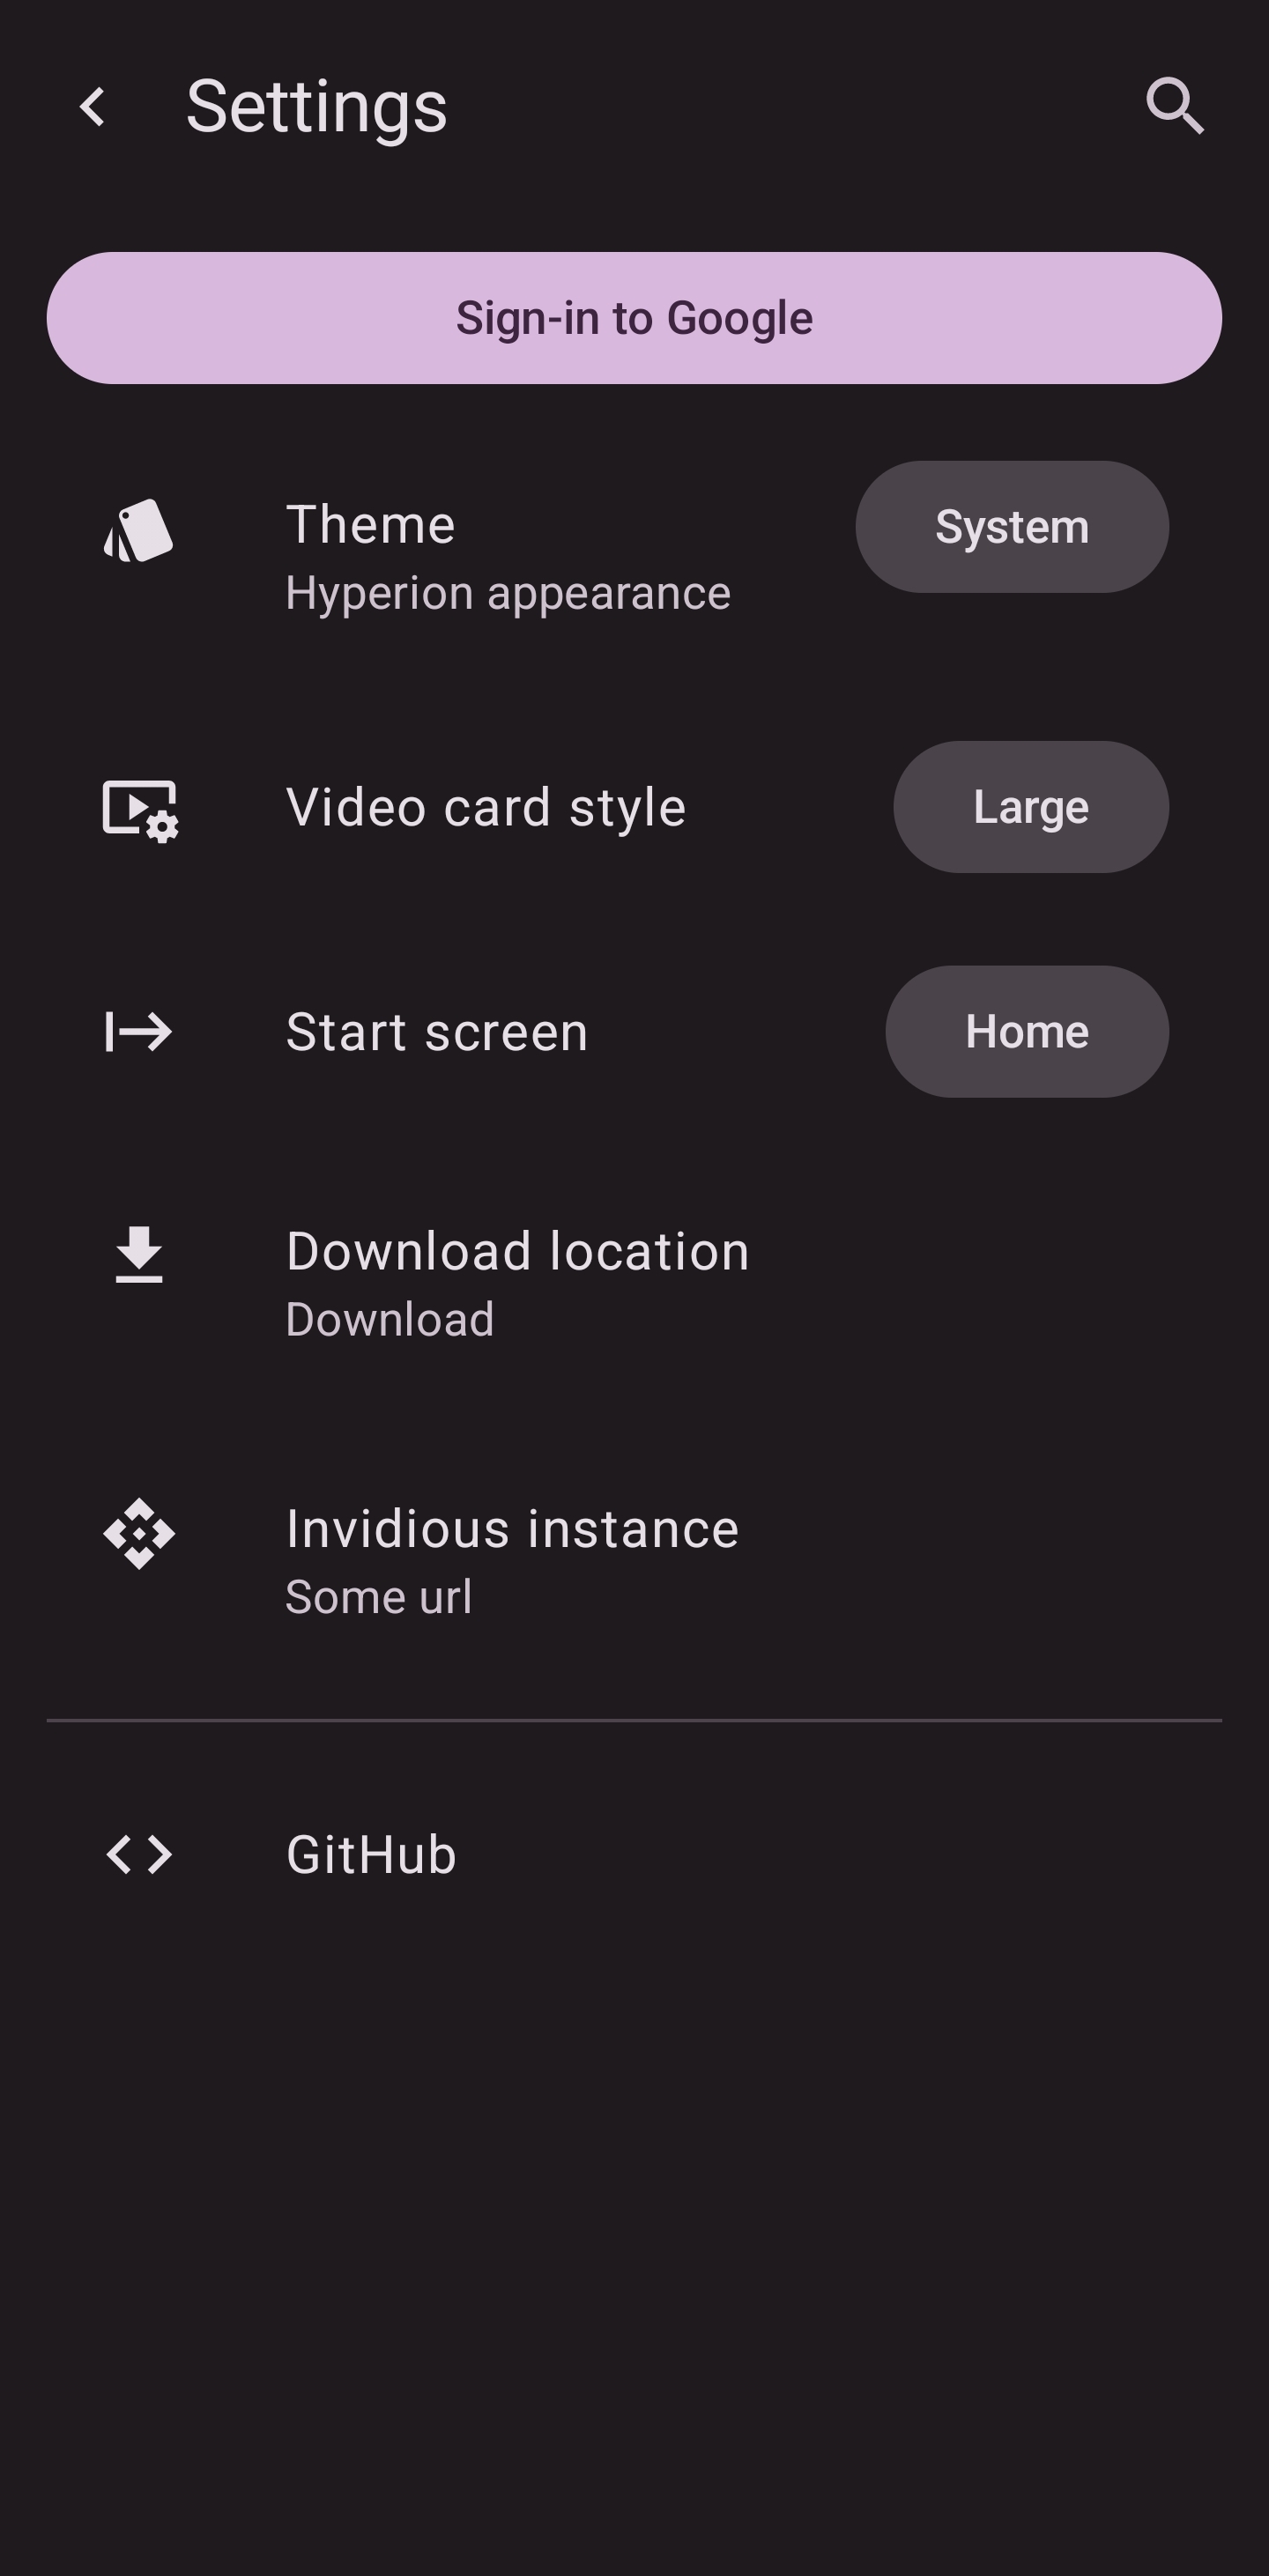 Settings
Sign-in to Google
Theme
System
Hyperion appearance
Video card style
Large
Start screen
Home
Download location
Download
Invidious instance
Some url
GitHub